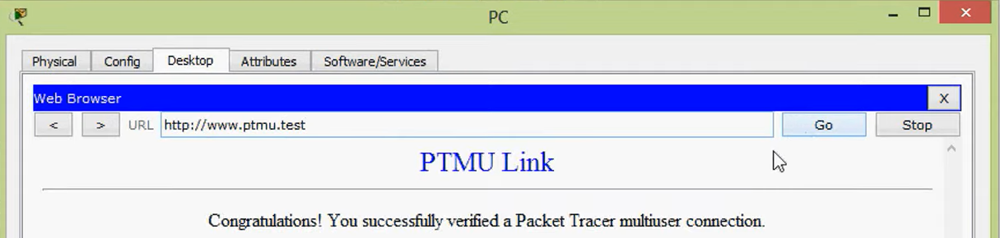 PC
Physical Config Desktop Attributes Software/Services
Web Browser X
< > URL http://www.ptmu.test Go Stop
PTMU Link
Congratulations! You successfully verified a Packet Tracer multiuser connection.